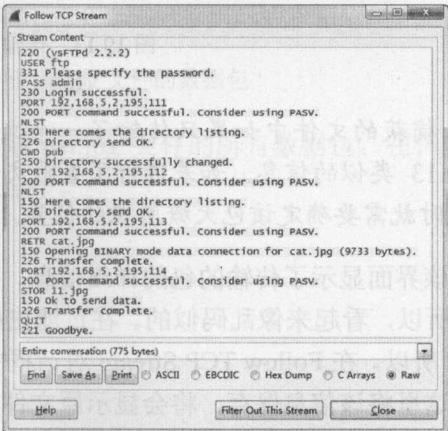 Follow TCP Stream
Stream Content
220 (vsFTPd 2.2.2)
USER ftp
331 Please specify the password.
PASS admin
230 Login successful.
PORT 192,168,5,2,195,111
200 PORT command successful. Consider using PASV.
NLST
150 Here comes the directory listing.
226 Directory send OK.
CWD pub
250 Directory successfully changed.
PORT 192,168,5,2,195,112
200 PORT command successful. Consider using PASV.
NLST
150 Here comes the directory listing.
226 Directory send OK.
PORT 192,168,5,2,195,113
200 PORT command successful. Consider using PASV.
RETR cat.jpg
150 Opening BINARY mode data connection for cat.jpg (9733 bytes).
226 Transfer complete.
PORT 192,168,5,2,195,114
200 PORT command successful. Consider using PASV.
STOR 11.jpg
150 Ok to send data.
226 Transfer complete.
QUIT
221 Goodbye.
Entire conversation (775 bytes)
Find Save As Print ASCII EBCDIC Hex Dump C Arrays Raw
Help Filter Out This Stream Close